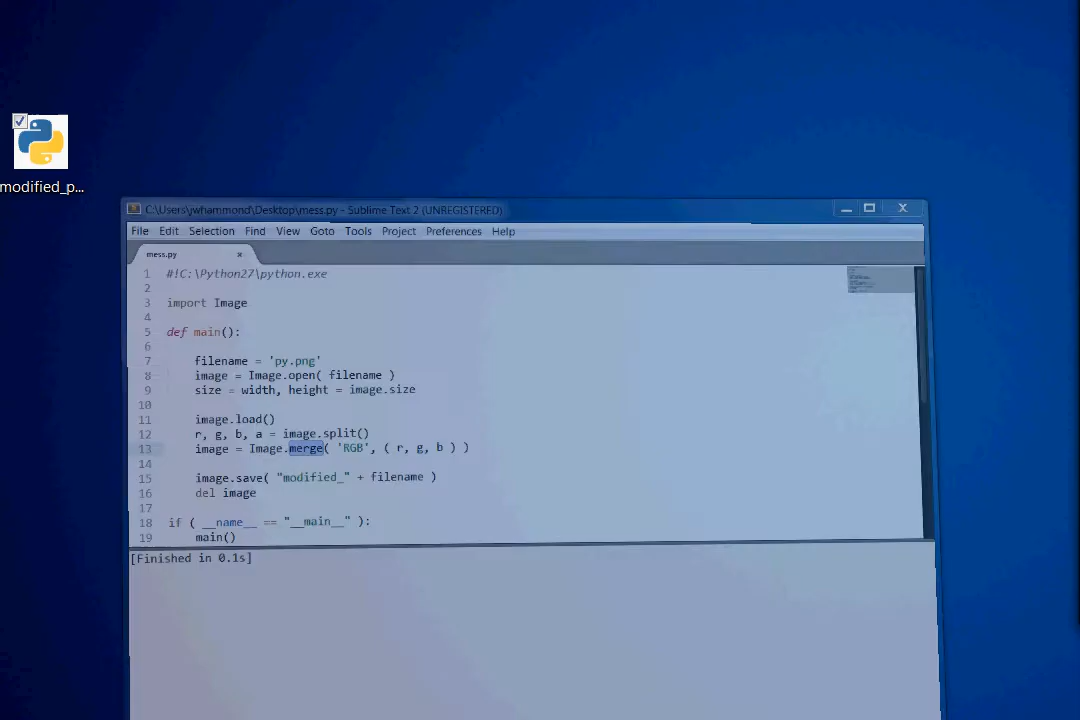 modified_p...
C:\Users\jwhammond\Desktop\mess.py - Sublime Text 2 (UNREGISTERED)
File Edit Selection Find View Goto Tools Project Preferences Help
mess.py
1 #!C:\Python27\python.exe
2
3 import Image
4
5 def main():
6
7 filename = 'py.png'
8 image = Image.open( filename )
9 size = width, height = image.size
10
11 image.load()
12 r, g, b, a = image.split()
13 image = Image.merge( 'RGB', ( r, g, b ) )
14
15 image.save( "modified_" + filename )
16 del image
17
18 if ( __name__ == "__main__" ):
19 main()
[Finished in 0.1s]